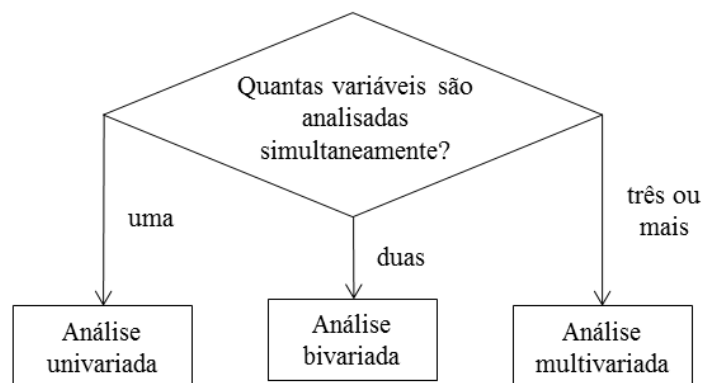 Quantas variáveis são
analisadas
simultaneamente?
uma
duas
três ou
mais
Análise
univariada
Análise
bivariada
Análise
multivariada